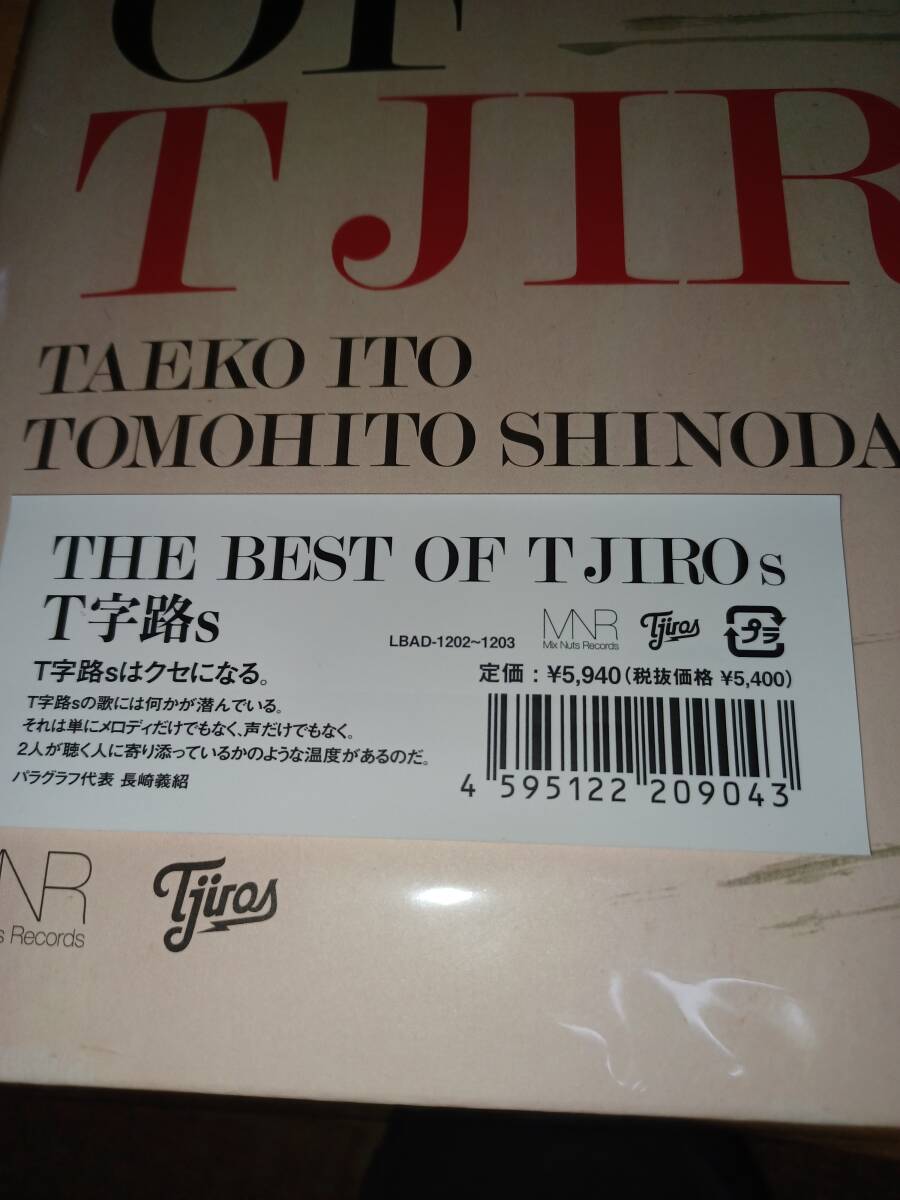 OF
T JIR
TAEKO ITO
TOMOHITO SHINODA
THE BEST OF T JIROs
T字路s
LBAD-1202~1203
MNR
Mix Nuts Records
Tjiros
プラ
T字路sはクセになる。
定価：¥5,940(税抜価格 ¥5,400)
T字路sの歌には何かが潜んでいる。
それは単にメロディだけでもなく、声だけでもなく。
2人が聴く人に寄り添っているかのような温度があるのだ。
パラグラフ代表 長崎義紹
4 595122 209043
NR
s Records
Tjiros